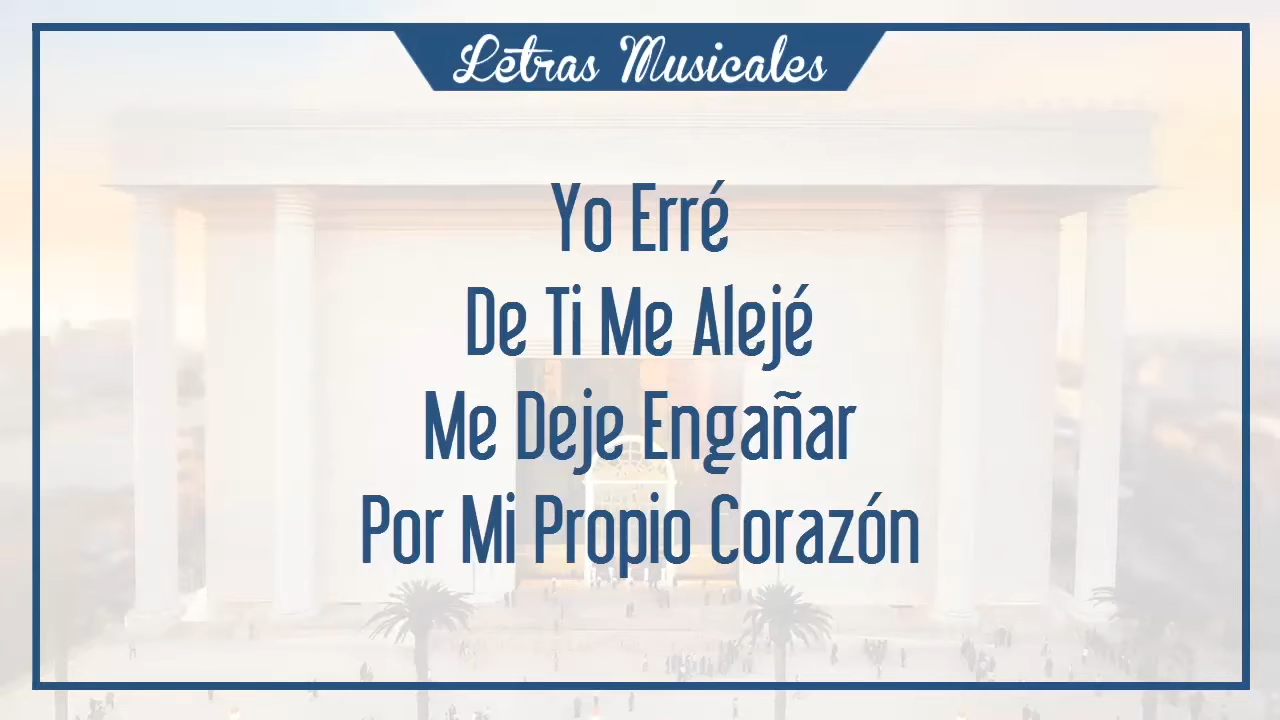 Letras Musicales
Yo Erré
De Ti Me Alejé
Me Deje Engañar
Por Mi Propio Corazón